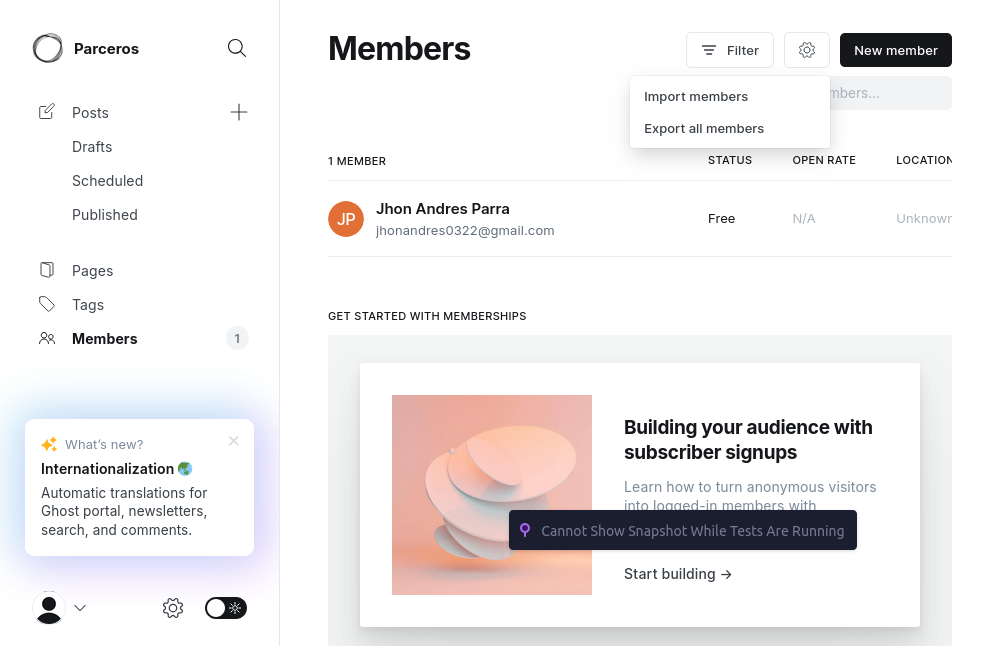 Parceros
Posts
Drafts
Scheduled
Published
Pages
Tags
Members
1
What's new?
Internationalization
Automatic translations for
Ghost portal, newsletters,
search, and comments.
Members
Filter
New member
Import members
Export all members
1 MEMBER
STATUS
OPEN RATE
LOCATION
JP
Jhon Andres Parra
jhonandres0322@gmail.com
Free
N/A
GET STARTED WITH MEMBERSHIPS
Building your audience with
subscriber signups
Learn how to turn anonymous visitors
into logged-in members with
Cannot Show Snapshot While Tests Are Running
Start building →